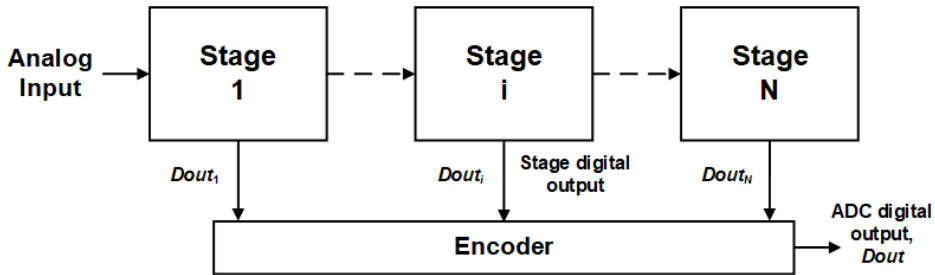 Analog
Input
Stage
1
Stage
i
Stage
N
Dout1
Douti
Stage digital
output
DoutN
Encoder
ADC digital
output,
Dout